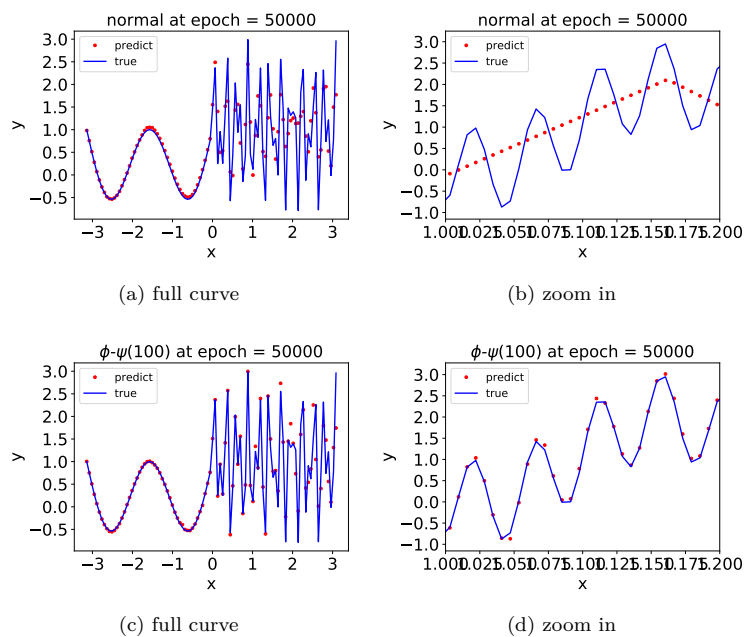 normal at epoch = 50000
normal at epoch = 50000
3.0
2.5
2.0
1.5
1.0
0.5
0.0
−0.5
y
predict
true
−3 −2 −1 0 1 2 3
x
3.0
2.5
2.0
1.5
1.0
0.5
0.0
−0.5
−1.0
y
predict
true
1.000 1.025 1.050 1.075 1.100 1.125 1.150 1.175 1.200
x
(a) full curve
(b) zoom in
ϕ-ψ(100) at epoch = 50000
ϕ-ψ(100) at epoch = 50000
3.0
2.5
2.0
1.5
1.0
0.5
0.0
−0.5
y
predict
true
−3 −2 −1 0 1 2 3
x
3.0
2.5
2.0
1.5
1.0
0.5
0.0
−0.5
−1.0
y
predict
true
1.000 1.025 1.050 1.075 1.100 1.125 1.150 1.175 1.200
x
(c) full curve
(d) zoom in